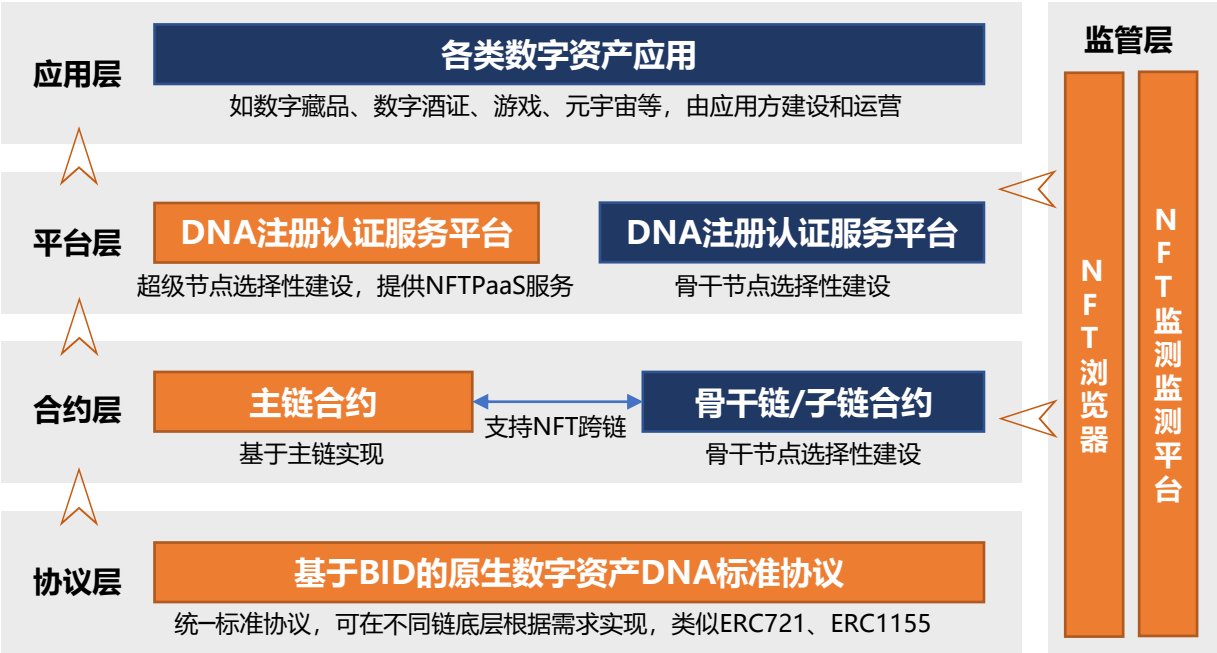 应用层
各类数字资产应用
如数字藏品、数字酒证、游戏、元宇宙等，由应用方建设和运营
平台层
DNA注册认证服务平台
超级节点选择性建设，提供NFTPaaS服务
DNA注册认证服务平台
骨干节点选择性建设
合约层
主链合约
基于主链实现
支持NFT跨链
骨干链/子链合约
骨干节点选择性建设
协议层
基于BID的原生数字资产DNA标准协议
统一标准协议，可在不同链底层根据需求实现，类似ERC721、ERC1155
监管层
NFT浏览器
NFT监测监测平台